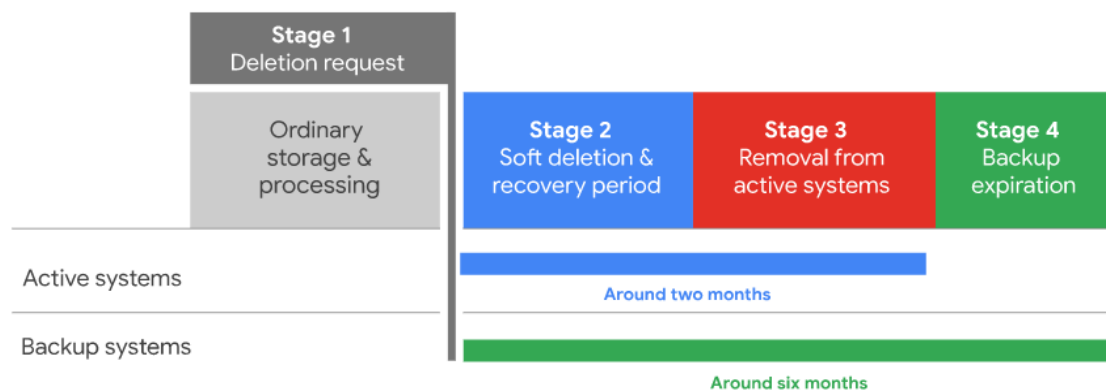 Stage 1
Deletion request
Ordinary
storage &
processing
Stage 2
Soft deletion &
recovery period
Stage 3
Removal from
active systems
Stage 4
Backup
expiration
Active systems
Around two months
Backup systems
Around six months